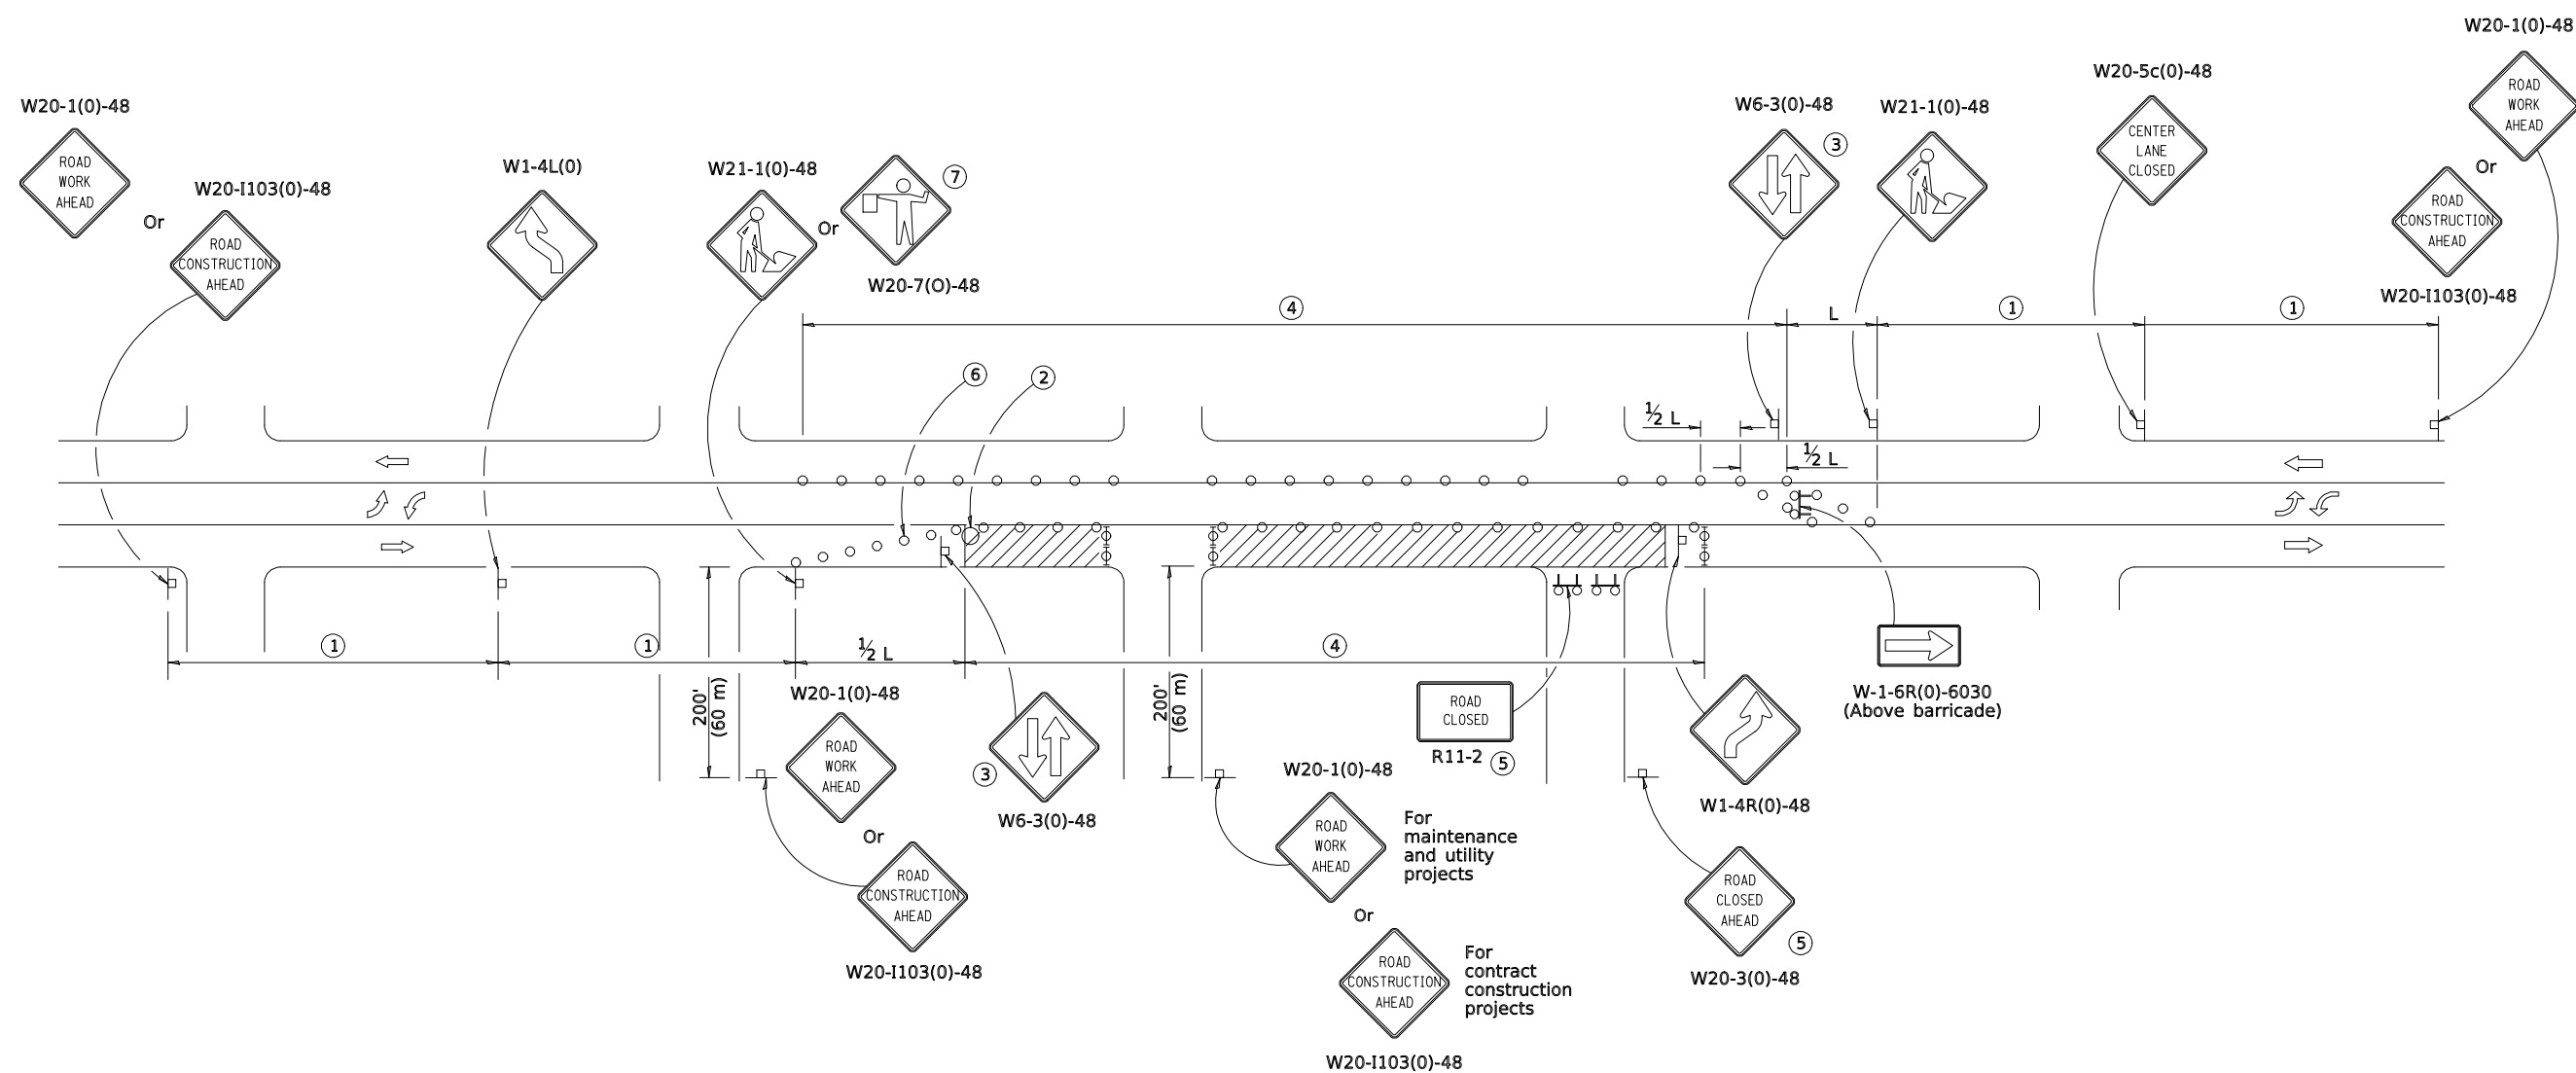 W20-1(0)-48
ROAD
WORK
AHEAD
Or
W20-I103(0)-48
ROAD
CONSTRUCTION
AHEAD
W1-4L(0)
W21-1(0)-48
Or
7
W20-7(O)-48
W6-3(0)-48
3
W21-1(0)-48
W20-5c(0)-48
CENTER
LANE
CLOSED
W20-1(0)-48
ROAD
WORK
AHEAD
Or
ROAD
CONSTRUCTION
AHEAD
W20-I103(0)-48
4
L
1
1
6
2
½ L
½ L
1
1
½ L
4
200'
(60 m)
200'
(60 m)
W20-1(0)-48
ROAD
WORK
AHEAD
Or
ROAD
CONSTRUCTION
AHEAD
W20-I103(0)-48
3
W6-3(0)-48
ROAD
CLOSED
R11-2
5
W20-1(0)-48
ROAD
WORK
AHEAD
For
maintenance
and utility
projects
Or
ROAD
CONSTRUCTION
AHEAD
For
contract
construction
projects
W20-I103(0)-48
W1-4R(0)-48
ROAD
CLOSED
AHEAD
5
W20-3(0)-48
W-1-6R(0)-6030
(Above barricade)